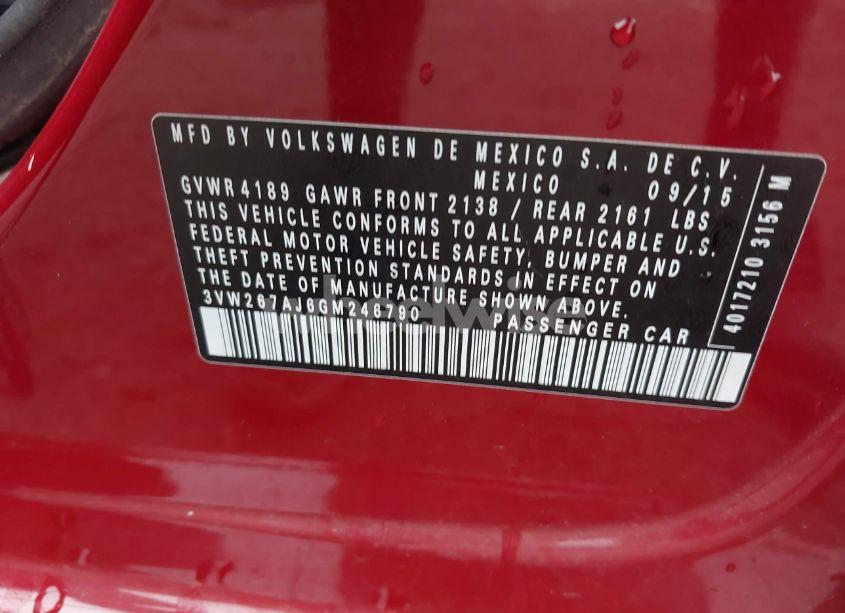 MFD BY VOLKSWAGEN DE MEXICO S.A. DE C.V.
MEXICO 09/15
GVWR 4189 GAWR FRONT 2138 / REAR 2161 LBS
THIS VEHICLE CONFORMS TO ALL APPLICABLE U.S.
FEDERAL MOTOR VEHICLE SAFETY, BUMPER AND
THEFT PREVENTION STANDARDS IN EFFECT ON
THE DATE OF MANUFACTURE SHOWN ABOVE.
3VW267AJ6GM246790 PASSENGER CAR
4017210 3156 M